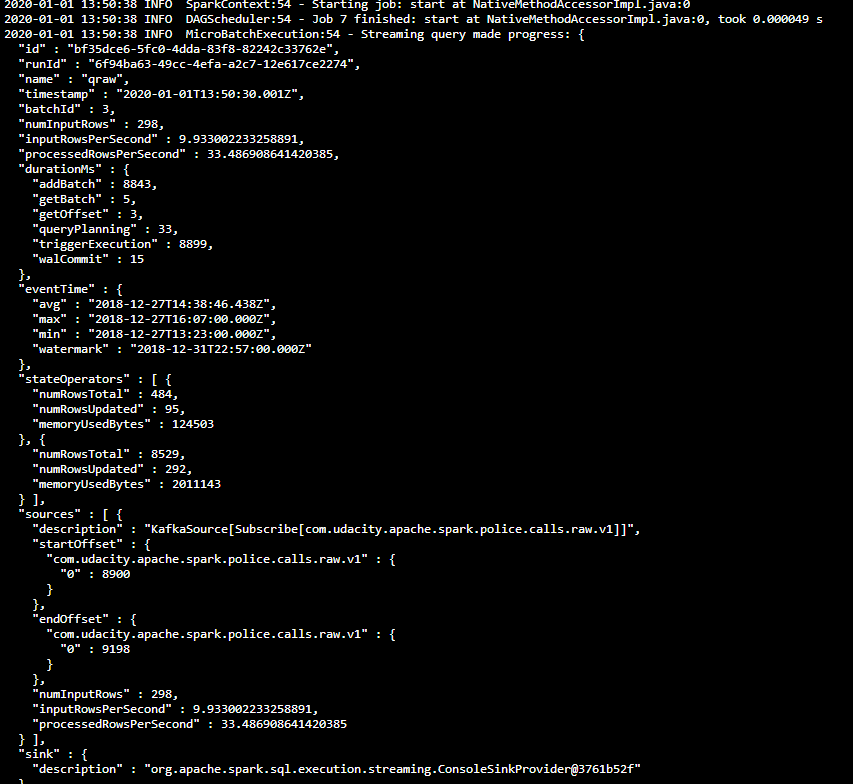 2020-01-01 13:50:38 INFO  SparkContext:54 - Starting job: start at NativeMethodAccessorImpl.java:0
2020-01-01 13:50:38 INFO  DAGScheduler:54 - Job 7 finished: start at NativeMethodAccessorImpl.java:0, took 0.000049 s
2020-01-01 13:50:38 INFO  MicroBatchExecution:54 - Streaming query made progress: {
  "id" : "bf35dce6-5fc0-4dda-83f8-82242c33762e",
  "runId" : "6f94ba63-49cc-4efa-a2c7-12e617ce2274",
  "name" : "qraw",
  "timestamp" : "2020-01-01T13:50:30.001Z",
  "batchId" : 3,
  "numInputRows" : 298,
  "inputRowsPerSecond" : 9.933002233258891,
  "processedRowsPerSecond" : 33.486908641420385,
  "durationMs" : {
    "addBatch" : 8843,
    "getBatch" : 5,
    "getOffset" : 3,
    "queryPlanning" : 33,
    "triggerExecution" : 8899,
    "walCommit" : 15
  },
  "eventTime" : {
    "avg" : "2018-12-27T14:38:46.438Z",
    "max" : "2018-12-27T16:07:00.000Z",
    "min" : "2018-12-27T13:23:00.000Z",
    "watermark" : "2018-12-31T22:57:00.000Z"
  },
  "stateOperators" : [ {
    "numRowsTotal" : 484,
    "numRowsUpdated" : 95,
    "memoryUsedBytes" : 124503
  }, {
    "numRowsTotal" : 8529,
    "numRowsUpdated" : 292,
    "memoryUsedBytes" : 2011143
  } ],
  "sources" : [ {
    "description" : "KafkaSource[Subscribe[com.udacity.apache.spark.police.calls.raw.v1]]",
    "startOffset" : {
      "com.udacity.apache.spark.police.calls.raw.v1" : {
        "0" : 8900
      }
    },
    "endOffset" : {
      "com.udacity.apache.spark.police.calls.raw.v1" : {
        "0" : 9198
      }
    },
    "numInputRows" : 298,
    "inputRowsPerSecond" : 9.933002233258891,
    "processedRowsPerSecond" : 33.486908641420385
  } ],
  "sink" : {
    "description" : "org.apache.spark.sql.execution.streaming.ConsoleSinkProvider@3761b52f"